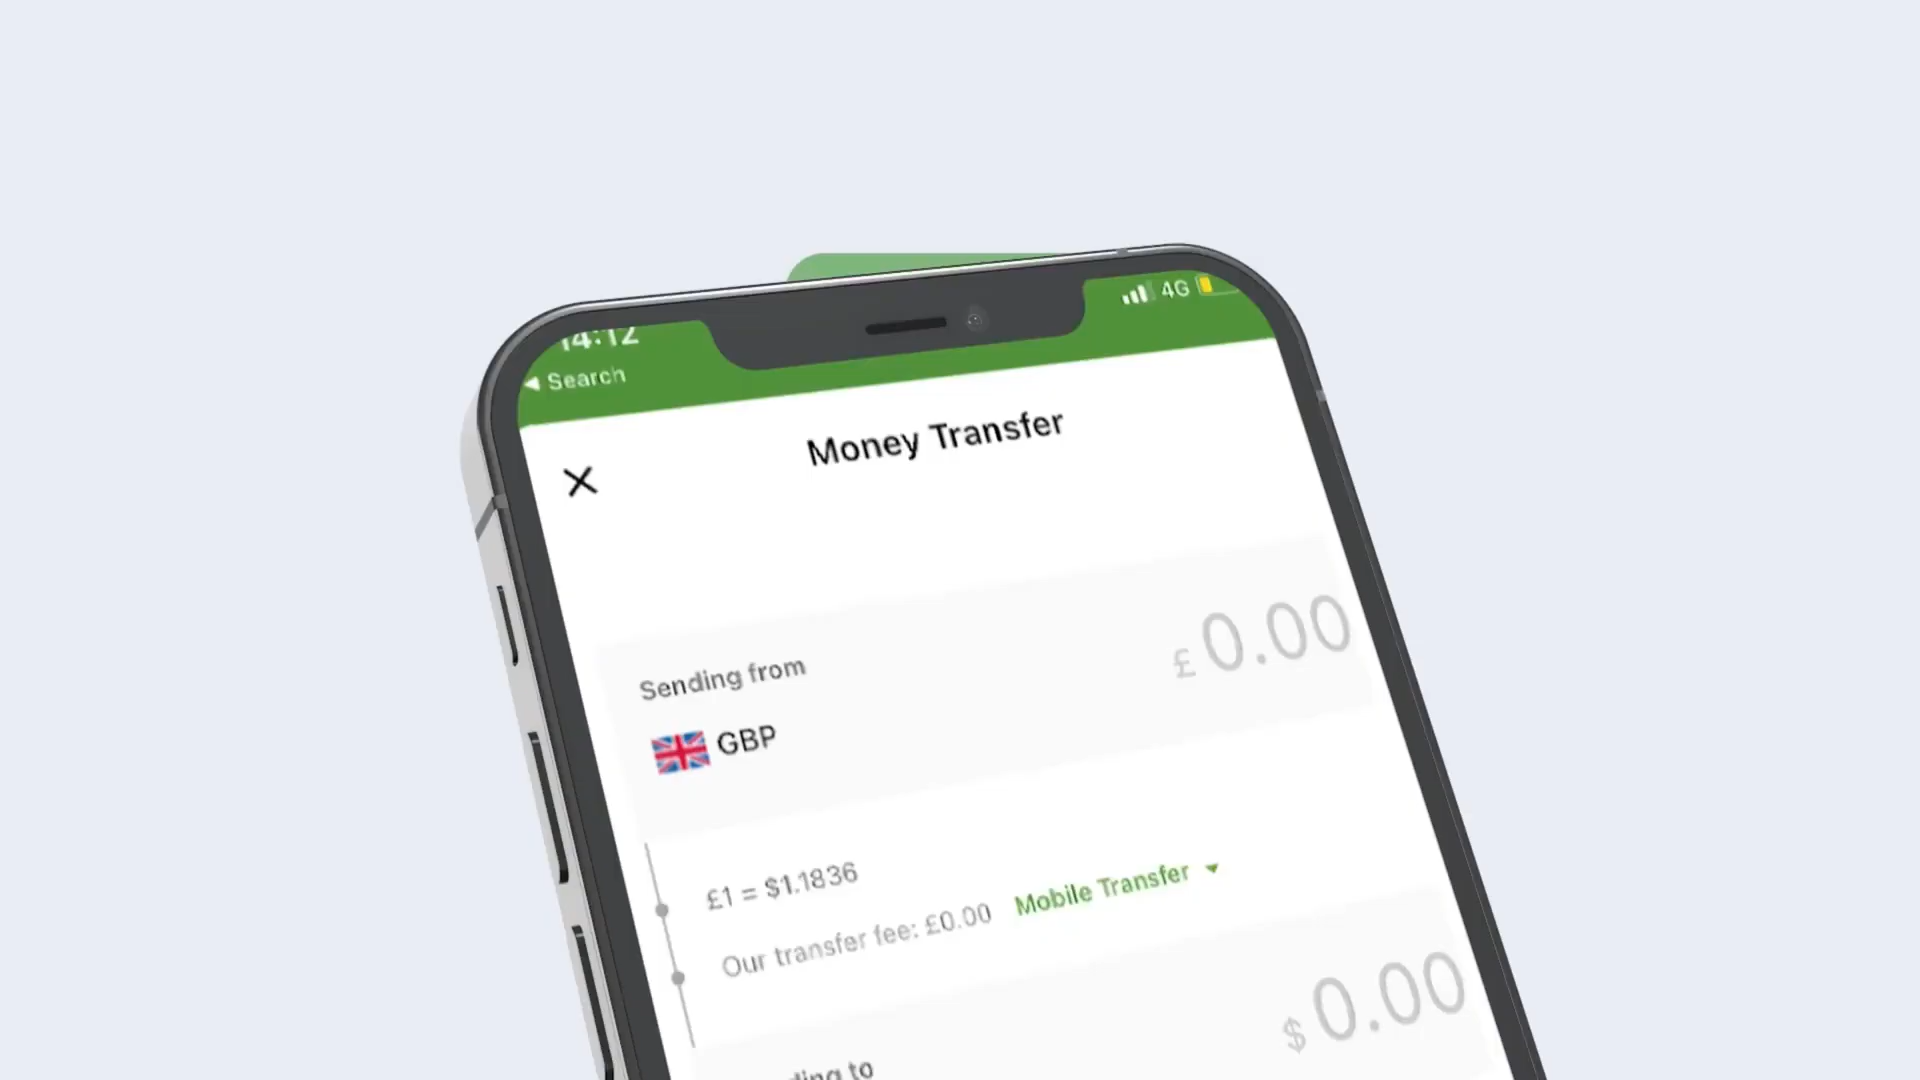 14:12
4G
◀ Search
Money Transfer
Sending from
£ 0.00
GBP
£1 = $1.1836
Our transfer fee: £0.00 Mobile Transfer
$ 0.00
to